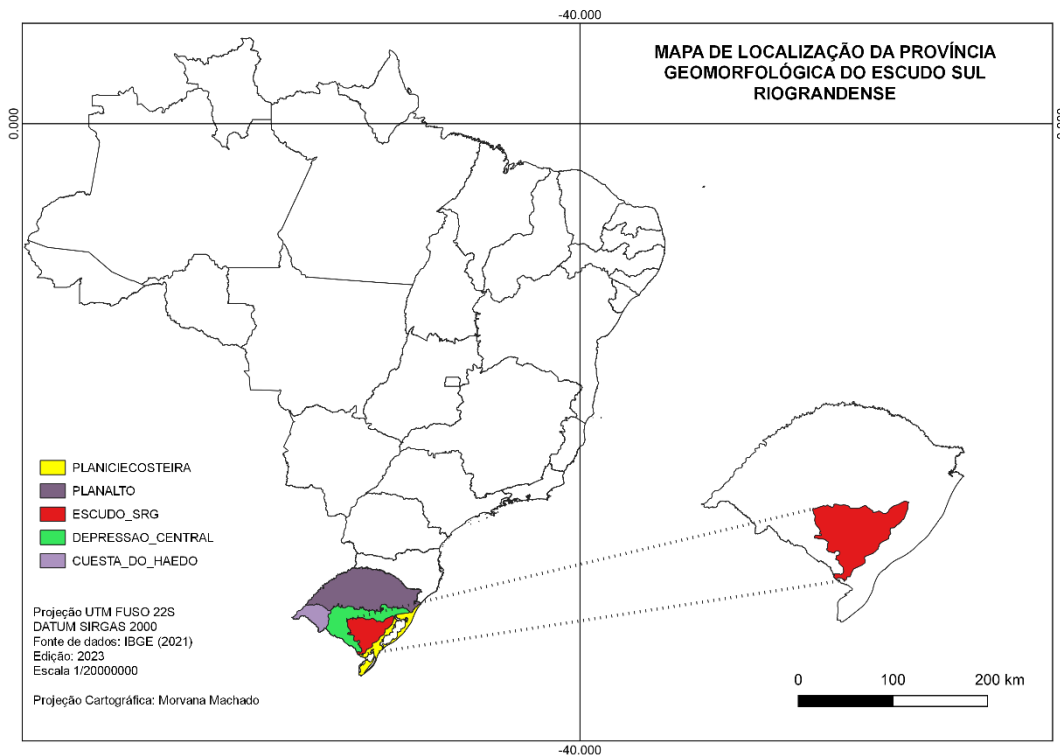 -40.000
MAPA DE LOCALIZAÇÃO DA PROVÍNCIA
GEOMORFOLÓGICA DO ESCUDO SUL
RIOGRANDENSE
0.000
0.000
PLANICIECOSTEIRA
PLANALTO
ESCUDO_SRG
DEPRESSAO_CENTRAL
CUESTA_DO_HAEDO
Projeção UTM FUSO 22S
DATUM SIRGAS 2000
Fonte de dados: IBGE (2021)
Edição: 2023
Escala 1/20000000
Projeção Cartográfica: Morvana Machado
0 100 200 km
-40.000